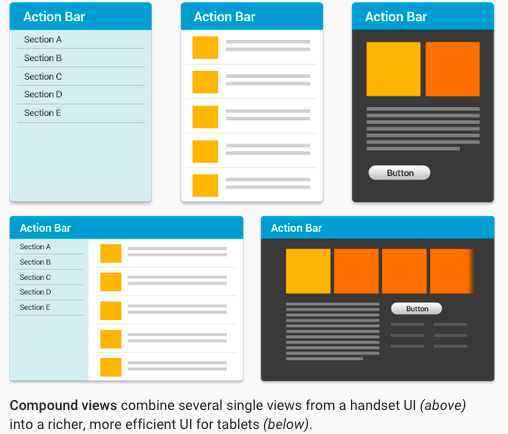 Action Bar
Section A
Section B
Section C
Section D
Section E
Action Bar
Action Bar
Button
Action Bar
Section A
Section B
Section C
Section D
Section E
Action Bar
Button
Compound views combine several single views from a handset UI (above)
into a richer, more efficient UI for tablets (below).